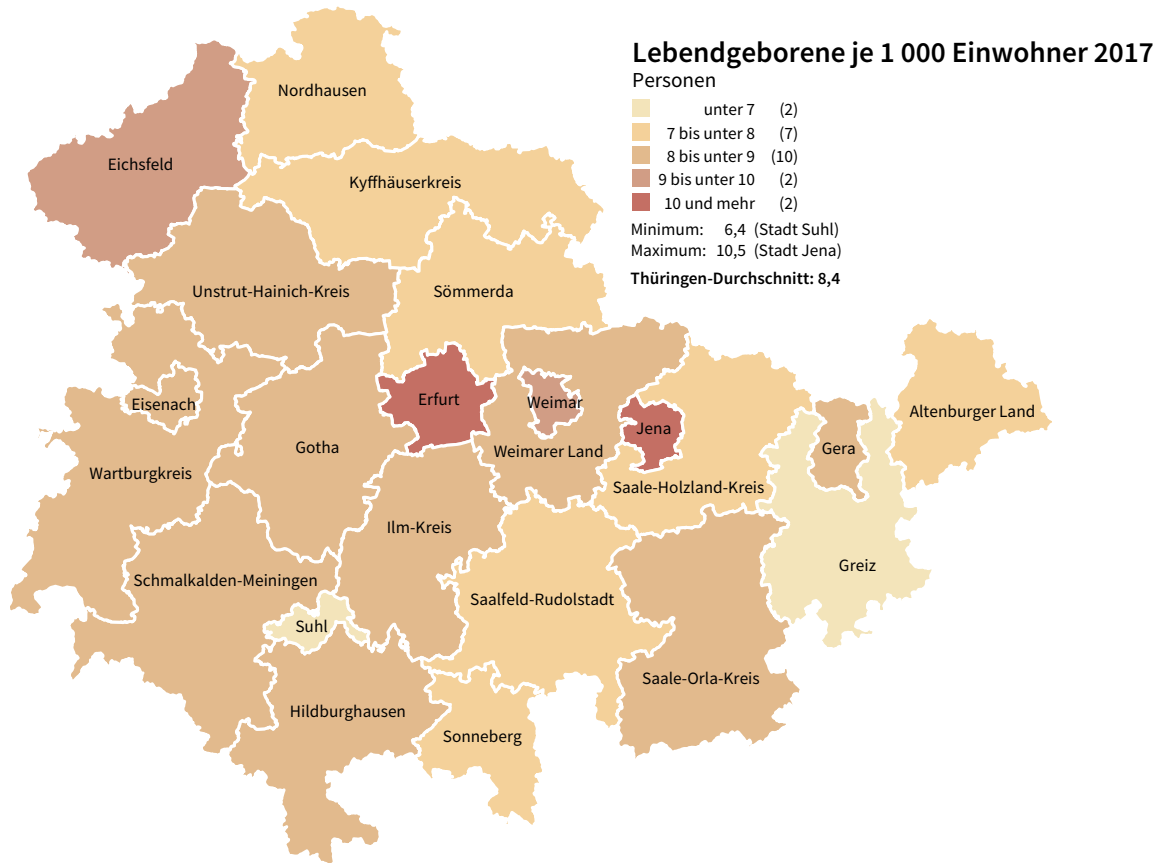 Lebendgeborene je 1 000 Einwohner 2017
Personen
unter 7 (2)
7 bis unter 8 (7)
8 bis unter 9 (10)
9 bis unter 10 (2)
10 und mehr (2)
Minimum: 6,4 (Stadt Suhl)
Maximum: 10,5 (Stadt Jena)
Thüringen-Durchschnitt: 8,4
Nordhausen
Eichsfeld
Kyffhäuserkreis
Unstrut-Hainich-Kreis
Sömmerda
Eisenach
Erfurt
Weimar
Jena
Altenburger Land
Gotha
Weimarer Land
Gera
Wartburgkreis
Saale-Holzland-Kreis
Ilm-Kreis
Greiz
Schmalkalden-Meiningen
Saalfeld-Rudolstadt
Suhl
Saale-Orla-Kreis
Hildburghausen
Sonneberg